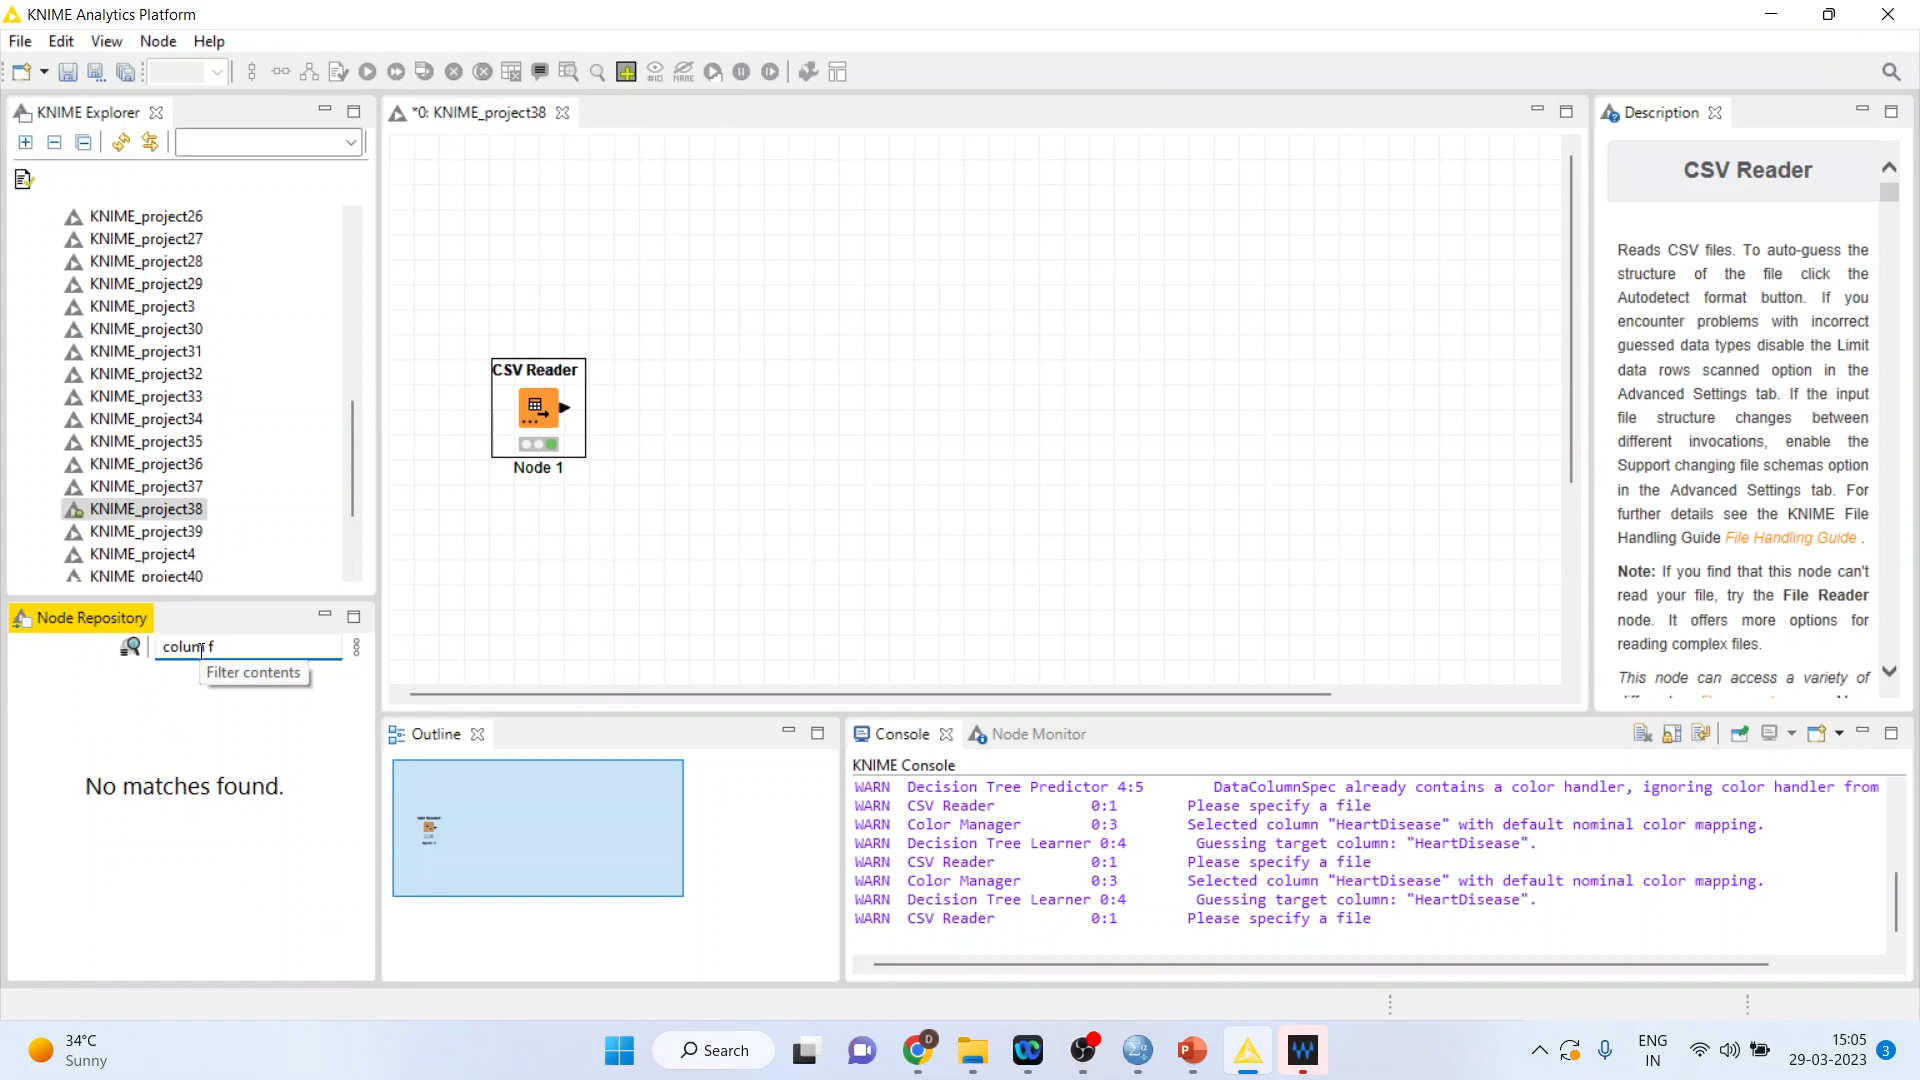 KNIME Analytics Platform
File Edit View Node Help
KNIME Explorer
KNIME_project26
KNIME_project27
KNIME_project28
KNIME_project29
KNIME_project3
KNIME_project30
KNIME_project31
KNIME_project32
KNIME_project33
KNIME_project34
KNIME_project35
KNIME_project36
KNIME_project37
KNIME_project38
KNIME_project39
KNIME_project4
KNIME_project40
Node Repository
Filter contents
No matches found.
*0: KNIME_project38
CSV Reader
Node 1
Description
CSV Reader
Reads CSV files. To auto-guess the
structure of the file click the
Autodetect format button. If you
encounter problems with incorrect
guessed data types disable the Limit
data rows scanned option in the
Advanced Settings tab. If the input
file structure changes between
different invocations, enable the
Support changing file schemas option
in the Advanced Settings tab. For
further details see the KNIME File
Handling Guide File Handling Guide .
Note: If you find that this node can't
read your file, try the File Reader
node. It offers more options for
reading complex files.
This node can access a variety of
Outline
Console Node Monitor
KNIME Console
WARN Decision Tree Predictor 4:5 DataColumnSpec already contains a color handler, ignoring color handler from
WARN CSV Reader 0:1 Please specify a file
WARN Color Manager 0:3 Selected column "HeartDisease" with default nominal color mapping.
WARN Decision Tree Learner 0:4 Guessing target column: "HeartDisease".
WARN CSV Reader 0:1 Please specify a file
WARN Color Manager 0:3 Selected column "HeartDisease" with default nominal color mapping.
WARN Decision Tree Learner 0:4 Guessing target column: "HeartDisease".
WARN CSV Reader 0:1 Please specify a file
34°C
Sunny
Search
ENG
IN
15:05
29-03-2023
3